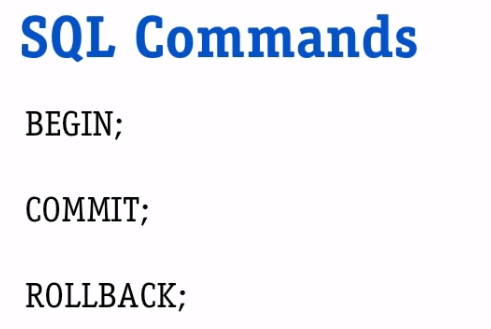 SQL Commands
BEGIN;
COMMIT;
ROLLBACK;